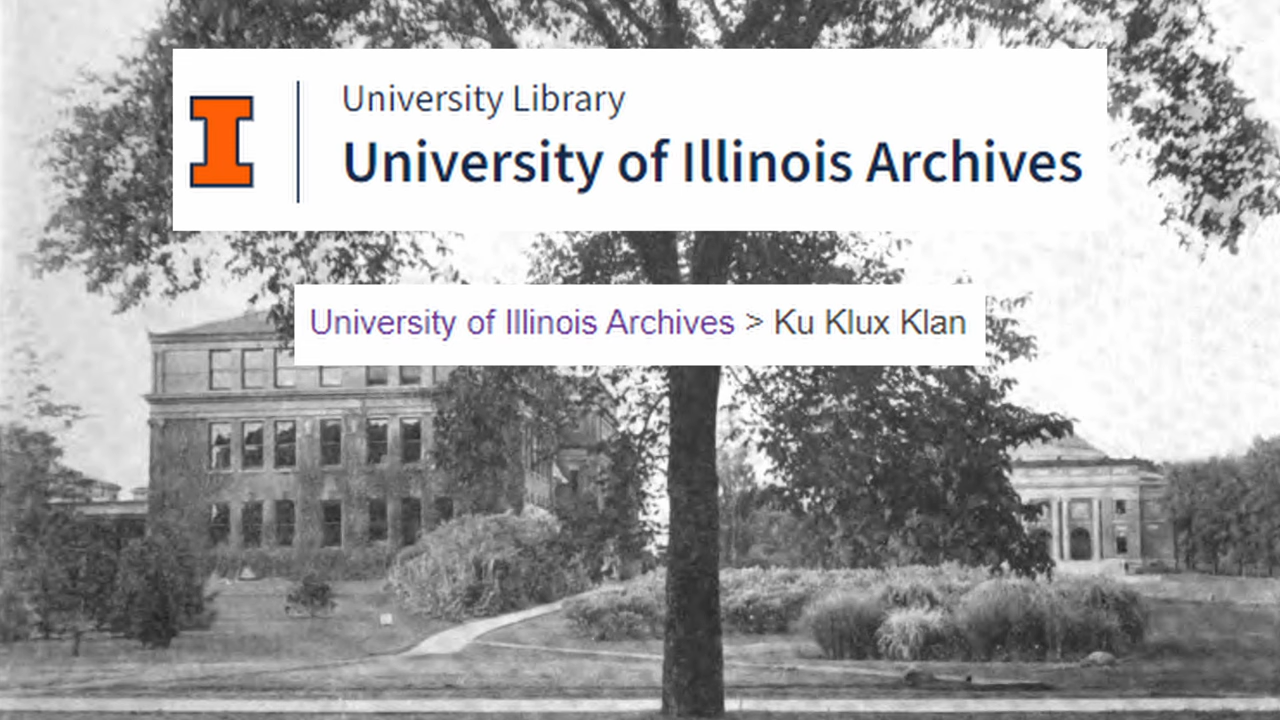 University Library
University of Illinois Archives
University of Illinois Archives > Ku Klux Klan